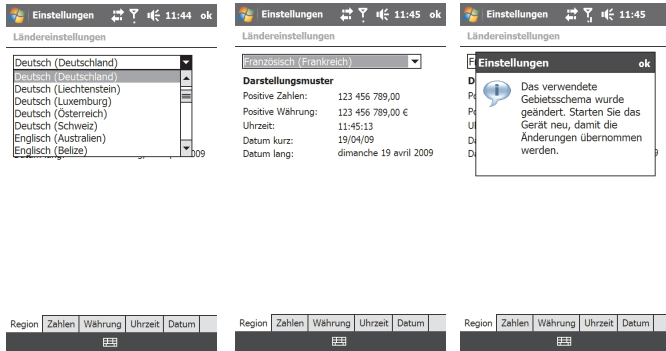 Einstellungen 11:44 ok
Ländereinstellungen
Deutsch (Deutschland)
Deutsch (Deutschland)
Deutsch (Liechtenstein)
Deutsch (Luxemburg)
Deutsch (Österreich)
Deutsch (Schweiz)
Englisch (Australien)
Englisch (Belize)
09
Region Zahlen Währung Uhrzeit Datum
Einstellungen 11:45 ok
Ländereinstellungen
Französisch (Frankreich)
Darstellungsmuster
Positive Zahlen: 123 456 789,00
Positive Währung: 123 456 789,00 €
Uhrzeit: 11:45:13
Datum kurz: 19/04/09
Datum lang: dimanche 19 avril 2009
Region Zahlen Währung Uhrzeit Datum
Einstellungen 11:45
Ländereinstellungen
Einstellungen ok
Das verwendete
Gebietsschema wurde
geändert. Starten Sie das
Gerät neu, damit die
Änderungen übernommen
werden.
Region Zahlen Währung Uhrzeit Datum